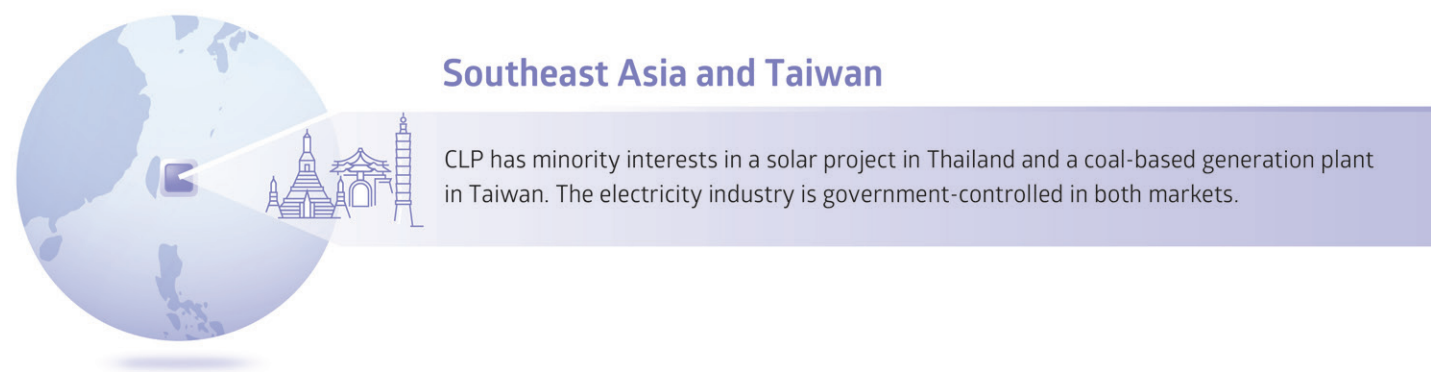 Southeast Asia and Taiwan
CLP has minority interests in a solar project in Thailand and a coal-based generation plant
in Taiwan. The electricity industry is government-controlled in both markets.